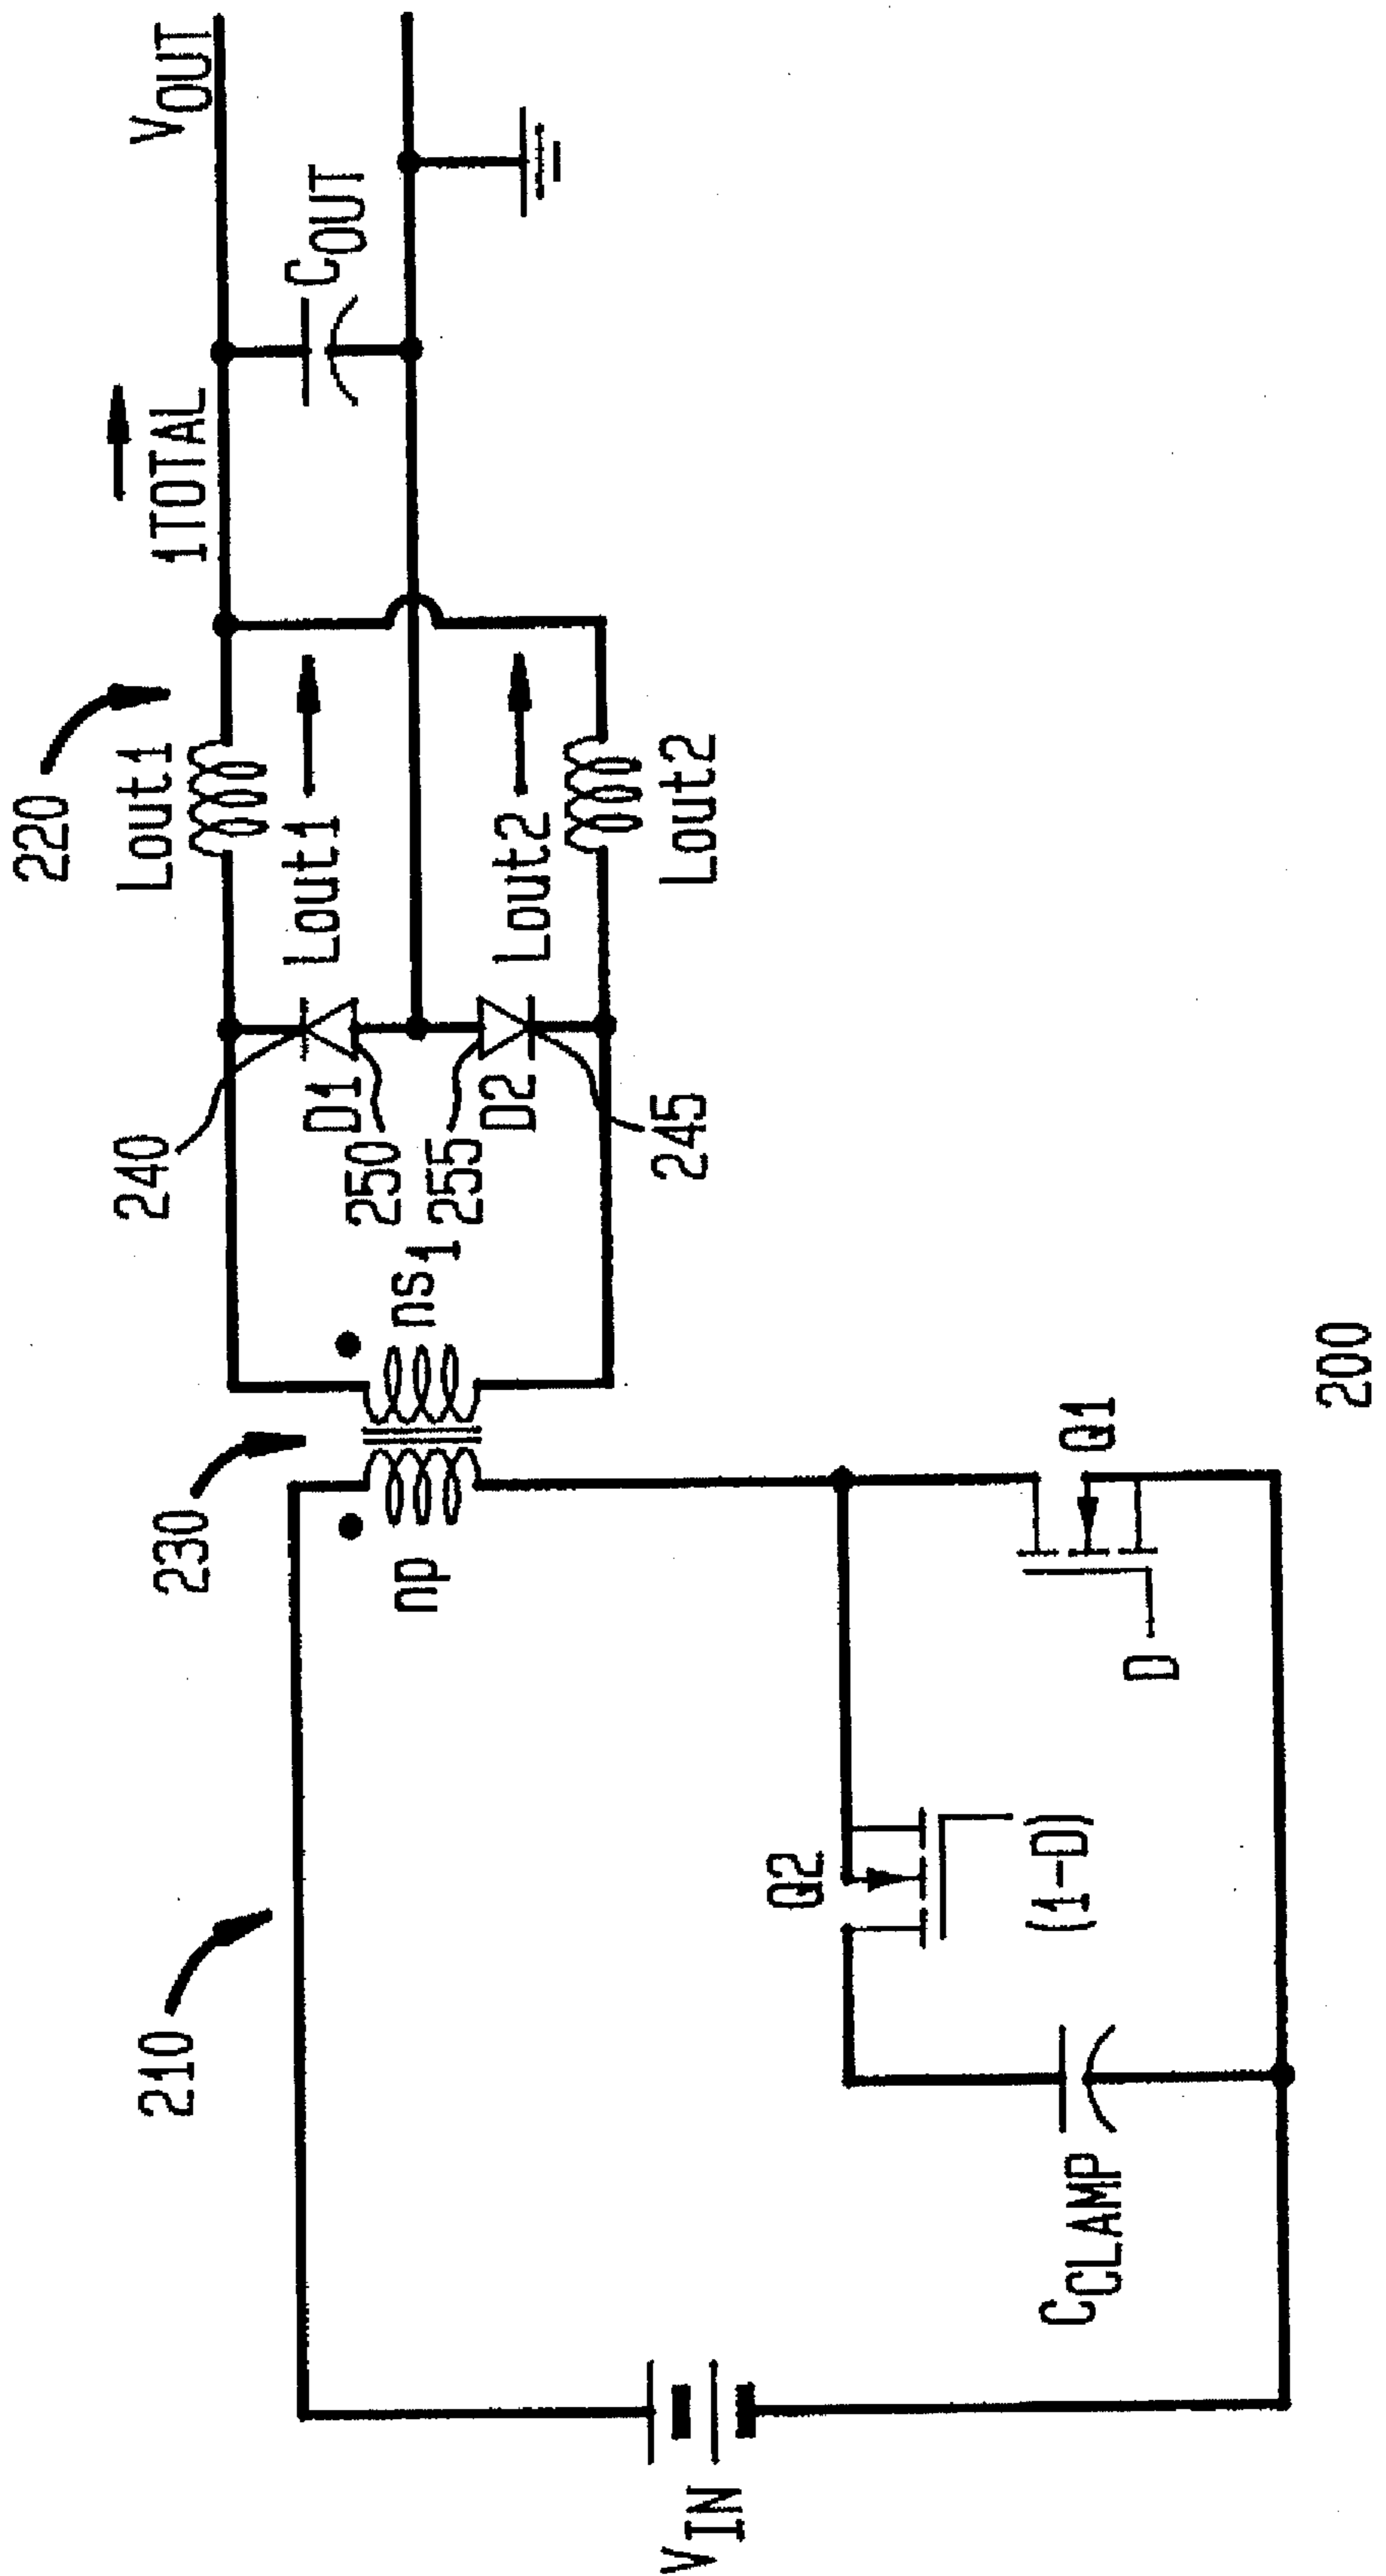 220
Lout1
1TOTAL
VOUT
Lout1
COUT
Lout2
Lout2
240
D1
250
255
D2
245
230
np
ns1
210
Q2
(1-D)
Q1
D
CCLAMP
VIN
200